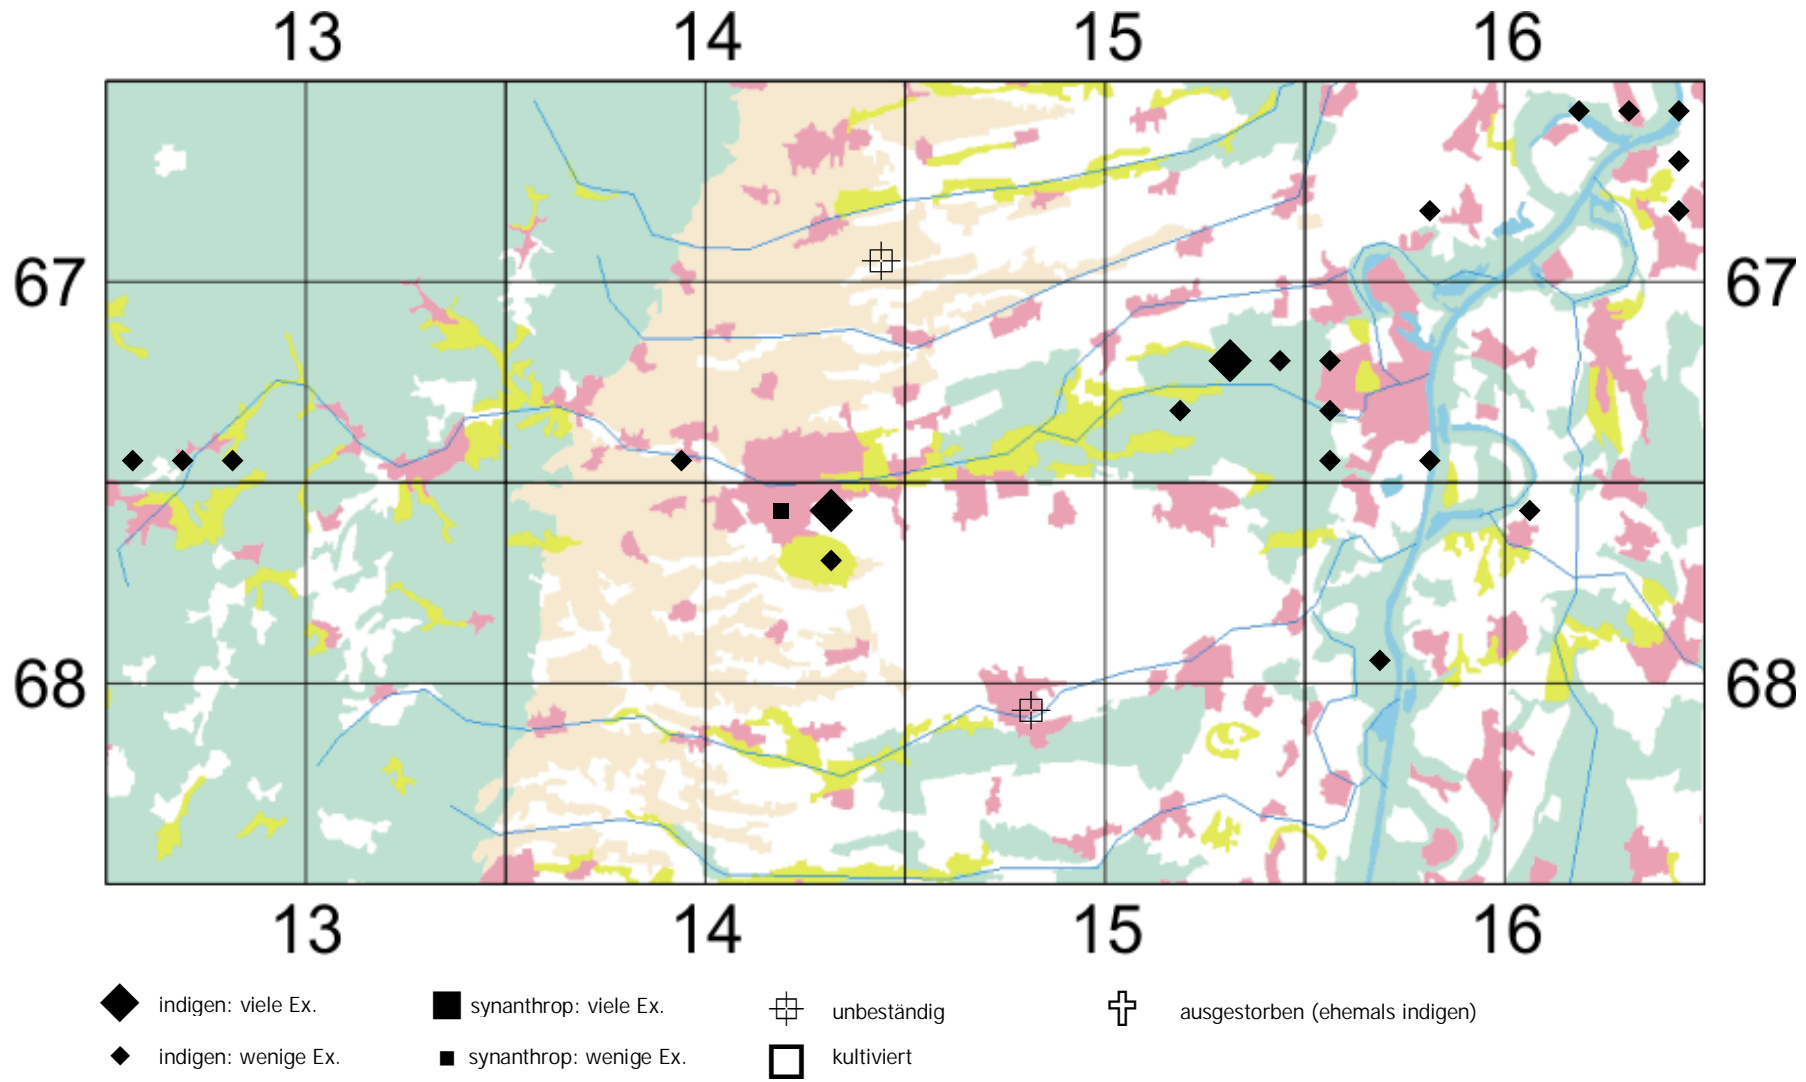 13 14 15 16
67 67
68 68
13 14 15 16
indigen: viele Ex. synanthrop: viele Ex. unbeständig ausgestorben (ehemals indigen)
indigen: wenige Ex. synanthrop: wenige Ex. kultiviert